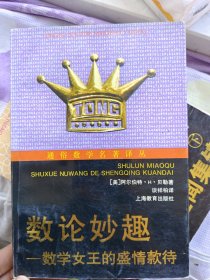 TONG
通俗数学名著译丛
SHULUN MIAOQU
SHUXUE NUWANG DE SHENGQING KUANDAI
[美]阿尔伯特·H·贝勒著
谈祥柏译
上海教育出版社
数论妙趣
—数学女王的盛情款待